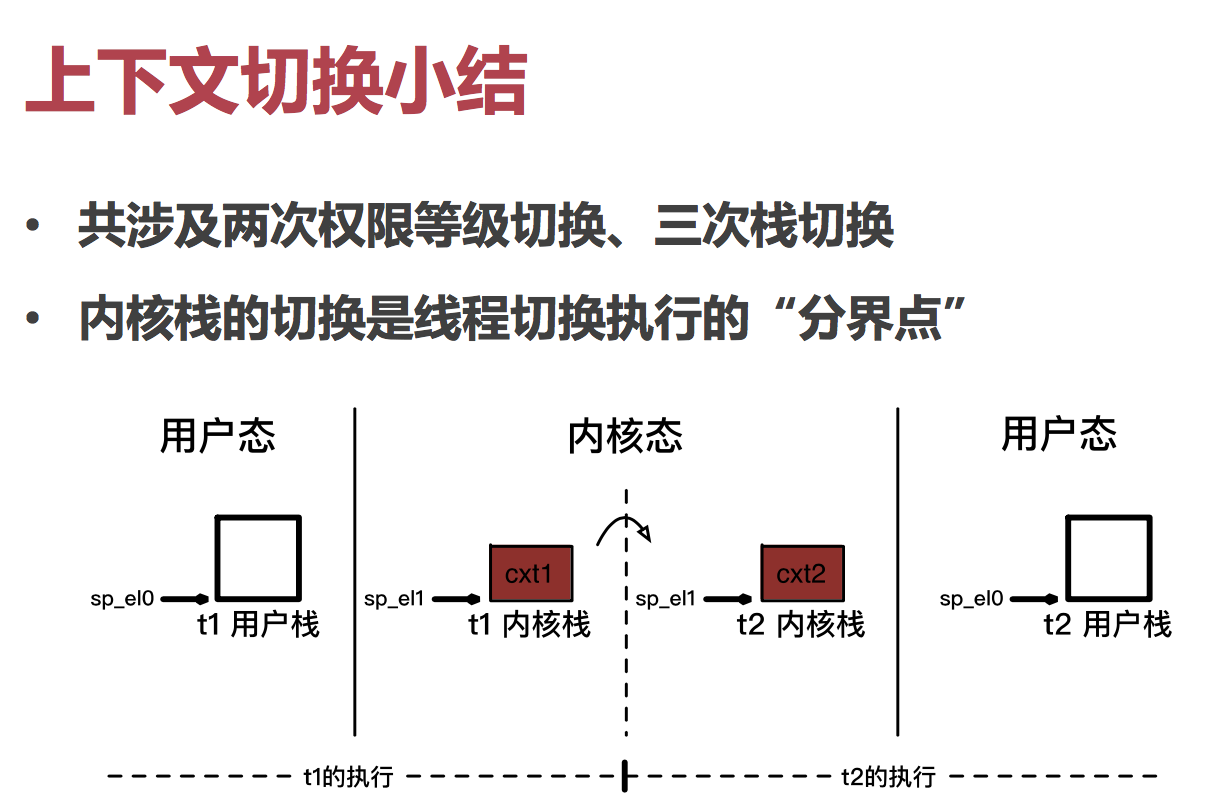 上下文切换小结
• 共涉及两次权限等级切换、三次栈切换
• 内核栈的切换是线程切换执行的“分界点”
用户态
内核态
用户态
cxt1
cxt2
sp_el0
sp_el1
sp_el1
sp_el0
t1 用户栈
t1 内核栈
t2 内核栈
t2 用户栈
t1的执行
t2的执行